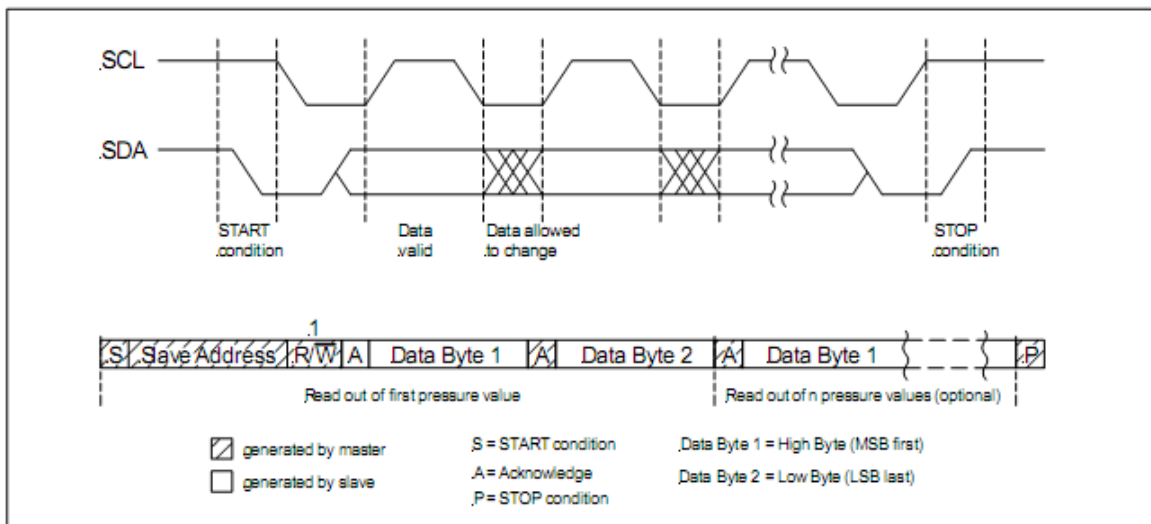 SCL
SDA
START condition
Data valid
Data allowed to change
STOP condition
1
S Slave Address R/W̅ A Data Byte 1 A Data Byte 2 A Data Byte 1 P
Read out of first pressure value
Read out of n pressure values (optional)
generated by master
generated by slave
S = START condition
A = Acknowledge
P = STOP condition
Data Byte 1 = High Byte (MSB first)
Data Byte 2 = Low Byte (LSB last)